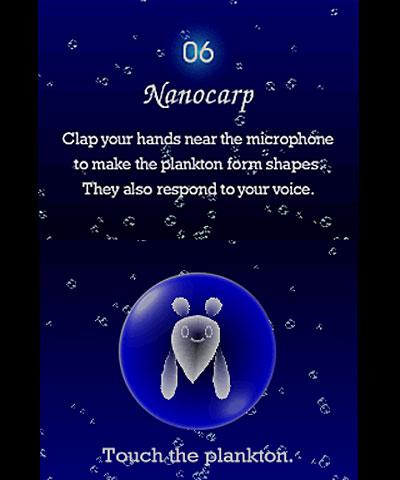 06
Nanocarp
Clap your hands near the microphone
to make the plankton form shapes.
They also respond to your voice.
Touch the plankton.